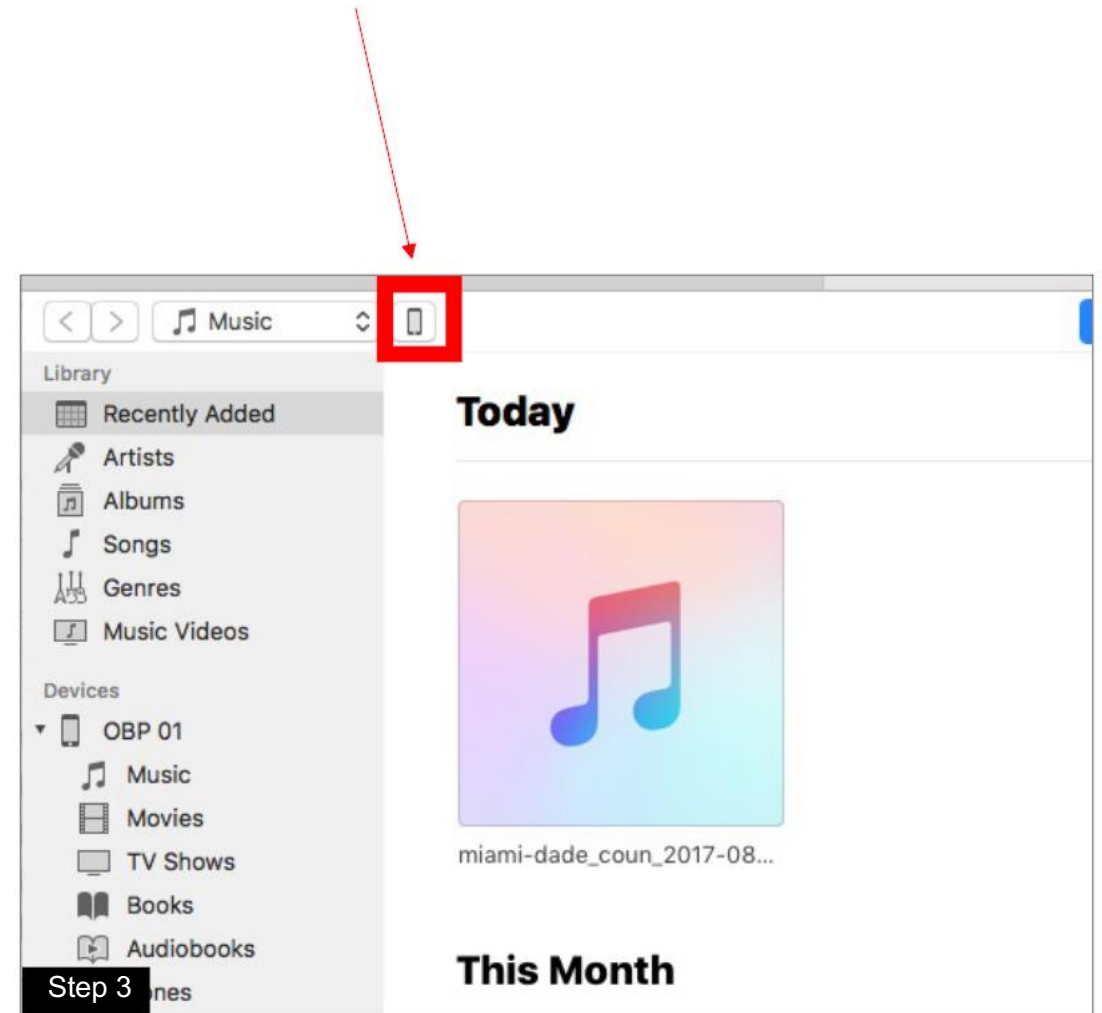 Music
Library
Recently Added
Artists
Albums
Songs
Genres
Music Videos
Devices
OBP 01
Music
Movies
TV Shows
Books
Audiobooks
nes
Step 3
Today
miami-dade_coun_2017-08...
This Month